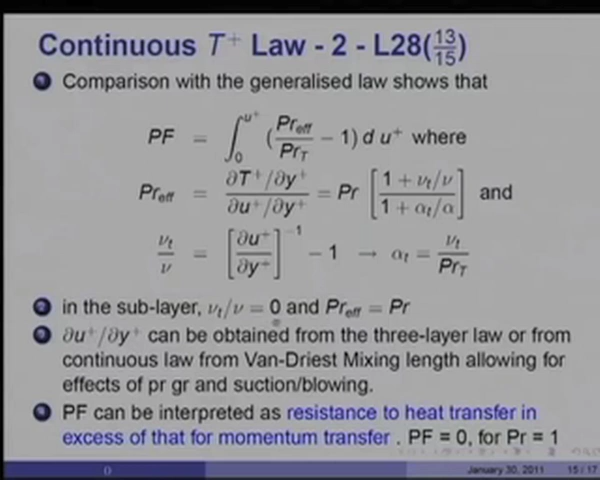 Continuous T⁺ Law - 2 - L28(13/15)
Comparison with the generalised law shows that
PF = ∫₀^{u⁺} (Pr_eff/Pr_T − 1) d u⁺ where
Pr_eff = (∂T⁺/∂y⁺)/(∂u⁺/∂y⁺) = Pr [(1 + ν_t/ν)/(1 + α_t/α)] and
ν_t/ν = [∂u⁺/∂y⁺]⁻¹ − 1 → α_t = ν_t/Pr_T
in the sub-layer, ν_t/ν = 0 and Pr_eff = Pr
∂u⁺/∂y⁺ can be obtained from the three-layer law or from
continuous law from Van-Driest Mixing length allowing for
effects of pr gr and suction/blowing.
PF can be interpreted as resistance to heat transfer in
excess of that for momentum transfer . PF = 0, for Pr = 1
() January 30, 2011 15 / 17